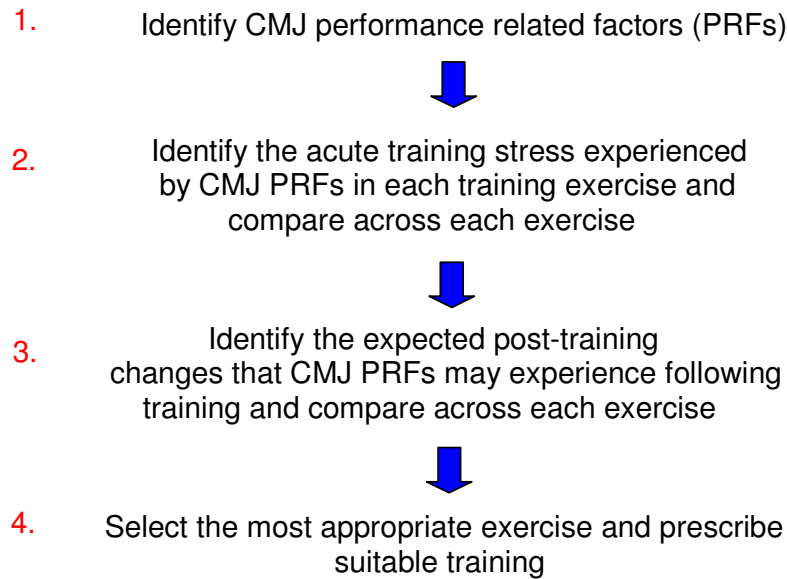 1. Identify CMJ performance related factors (PRFs)
2. Identify the acute training stress experienced
by CMJ PRFs in each training exercise and
compare across each exercise
3. Identify the expected post-training
changes that CMJ PRFs may experience following
training and compare across each exercise
4. Select the most appropriate exercise and prescribe
suitable training